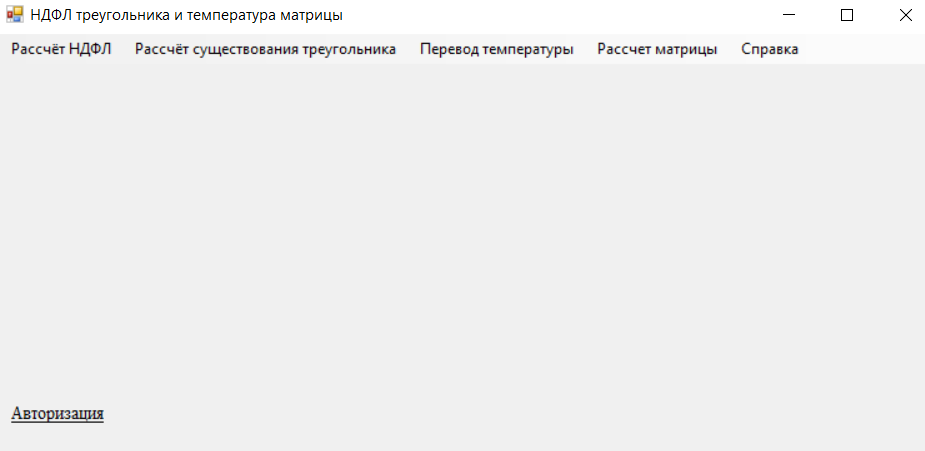 НДФЛ треугольника и температура матрицы
Рассчёт НДФЛ Рассчёт существования треугольника Перевод температуры Рассчет матрицы Справка
Авторизация